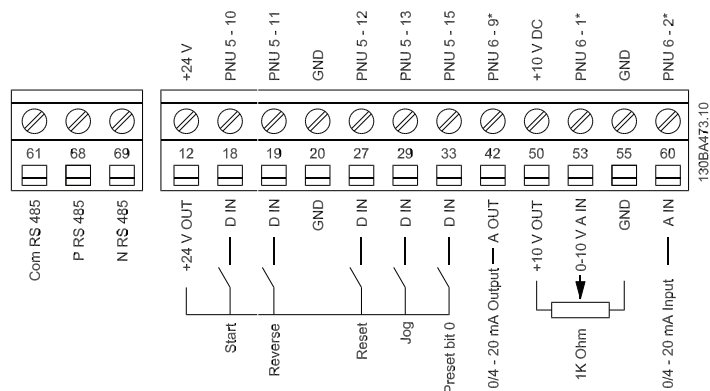 +24 V
PNU 5 - 10
PNU 5 - 11
GND
PNU 5 - 12
PNU 5 - 13
PNU 5 - 15
PNU 6 - 9*
+10 V DC
PNU 6 - 1*
GND
PNU 6 - 2*
61 68 69
12 18 19 20 27 29 33 42 50 53 55 60
130BA473.10
Com RS 485
P RS 485
N RS 485
+24 V OUT
D IN
D IN
GND
D IN
D IN
D IN
0/4 - 20 mA Output
A OUT
+10 V OUT
0-10 V A IN
GND
0/4 - 20 mA Input
A IN
Start
Reverse
Reset
Jog
Preset bit 0
1K Ohm